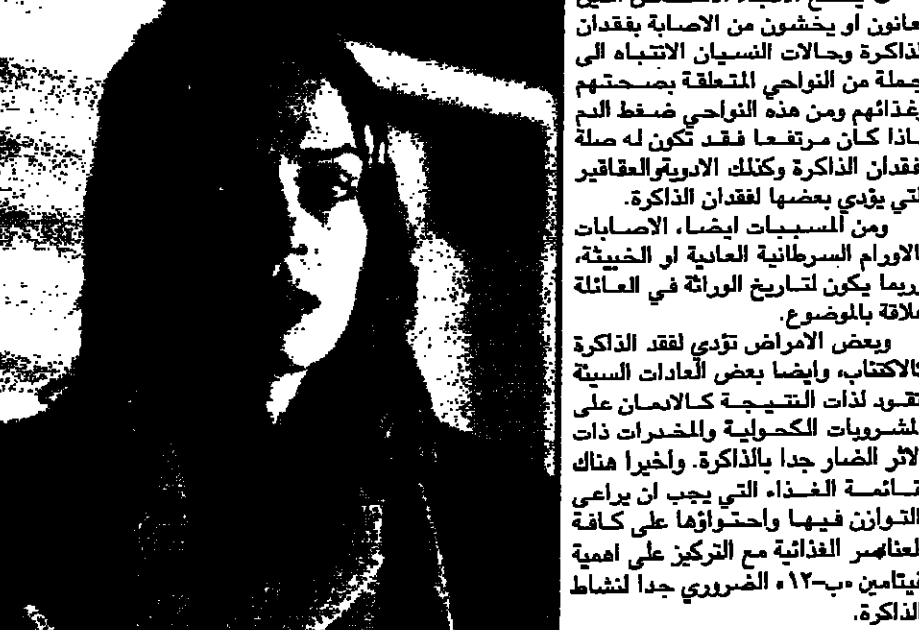 يعانون او يخشون من الاصابة بفقدان
الذاكرة وحالات النسيان الانتباه الى
جملة من النواحي المتعلقة بصحتهم
وغذائهم ومن هذه النواحي ضغط الدم
فاذا كان مرتفعا فقد تكون له صلة
بفقدان الذاكرة وكذلك الادوية والعقاقير
التي يؤدي بعضها لفقدان الذاكرة.
ومن المسببات ايضا، الاصابات
بالاورام السرطانية العادية او الخبيثة،
وربما يكون لتاريخ الوراثة في العائلة
علاقة بالموضوع.
وبعض الامراض تؤدي لفقد الذاكرة
كالاكتئاب، وايضا بعض العادات السيئة
تقود لذات النتيجة كالادمان على
المشروبات الكحولية والمخدرات ذات
الاثر الضار جدا بالذاكرة. واخيرا هناك
قائمة الغذاء التي يجب ان يراعى
التوازن فيها واحتواؤها على كافة
العناصر الغذائية مع التركيز على اهمية
فيتامين «ب-١٢» الضروري جدا لنشاط
الذاكرة.